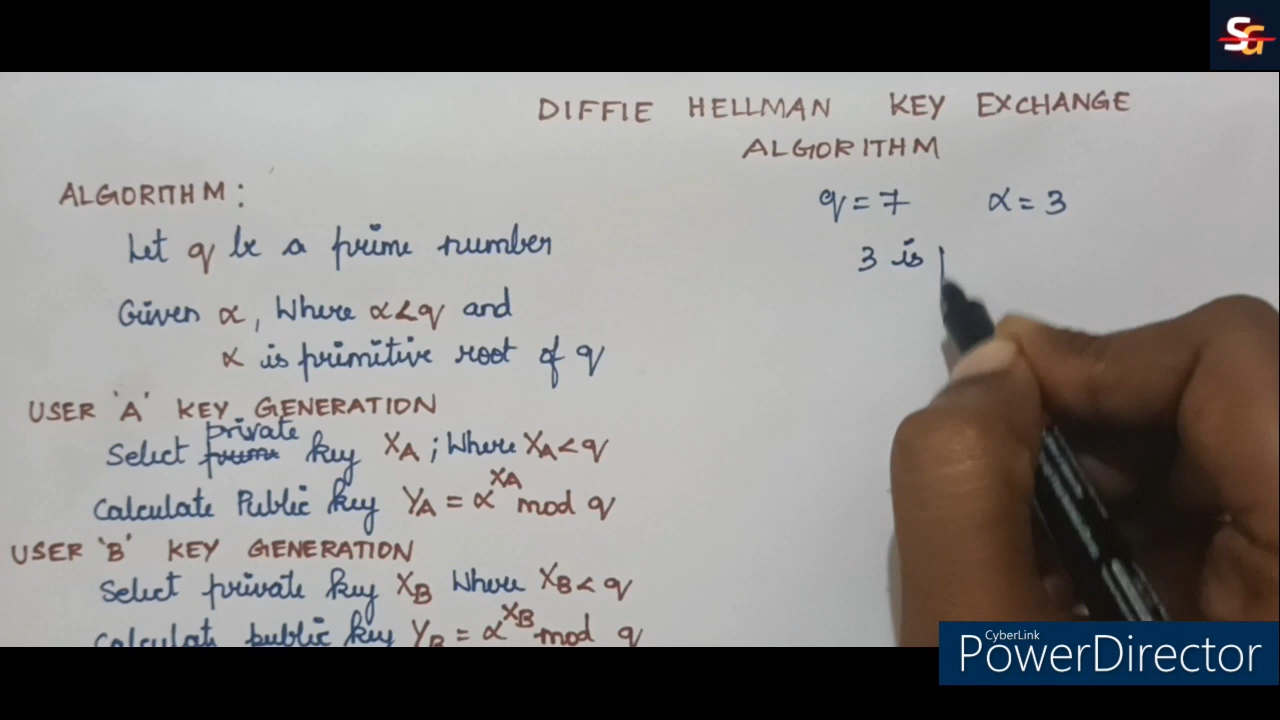 SG
DIFFIE HELLMAN KEY EXCHANGE
ALGORITHM
ALGORITHM:
Let q be a prime number
Given α, Where α<q and
α is primitive root of q
USER 'A' KEY GENERATION
private
Select key XA; Where XA<q
Calculate Public key YA = α^XA mod q
USER 'B' KEY GENERATION
Select private key XB Where XB<q
Calculate public key YB = α^XB mod q
q = 7 α = 3
3 is
CyberLink
PowerDirector